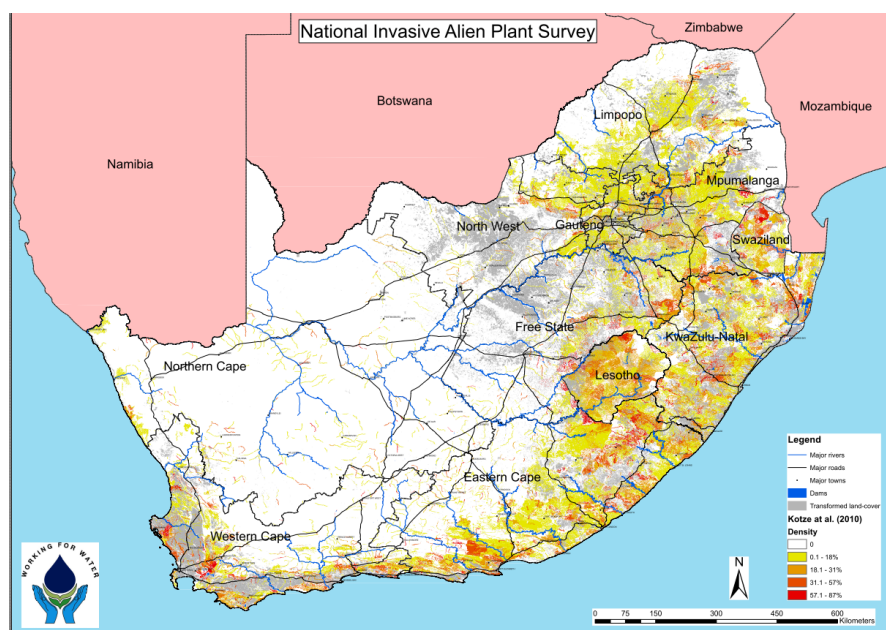 National Invasive Alien Plant Survey
Zimbabwe
Botswana
Mozambique
Limpopo
Namibia
Mpumalanga
North West
Gauteng
Swaziland
Free State
KwaZulu-Natal
Northern Cape
Lesotho
Eastern Cape
Western Cape
Legend
Major rivers
Major roads
Major towns
Dams
Transformed land-cover
Kotze at al. (2010)
Density
0
0.1 - 18%
18.1 - 31%
31.1 - 57%
57.1 - 87%
WORKING FOR WATER
N
0 75 150 300 450 600
Kilometers